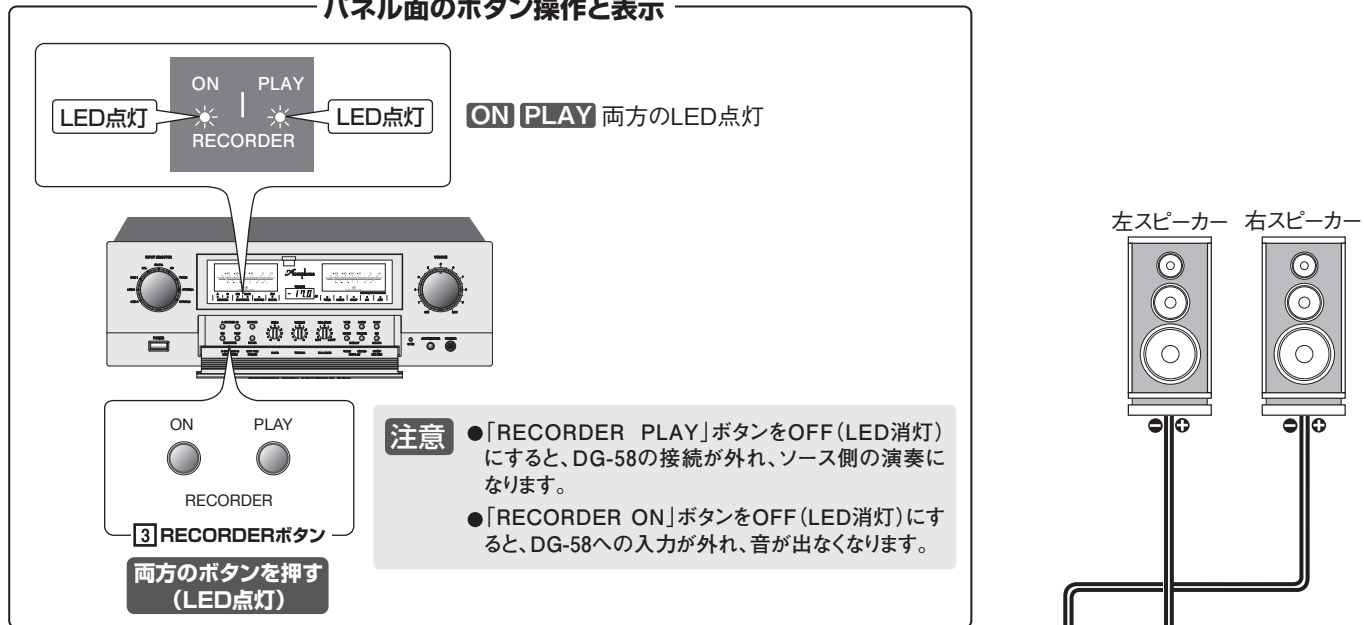 パネル面のボタン操作と表示
ON PLAY
LED点灯 LED点灯
RECORDER
ON PLAY 両方のLED点灯
左スピーカー 右スピーカー
INPUT SELECTOR
Accuphase
VOLUME
POWER
ON PLAY
RECORDER
3 RECORDERボタン
両方のボタンを押す
(LED点灯)
注意
●「RECORDER PLAY」ボタンをOFF(LED消灯)
にすると、DG-58の接続が外れ、ソース側の演奏に
なります。
●「RECORDER ON」ボタンをOFF(LED消灯)にす
ると、DG-58への入力が外れ、音が出なくなります。
⊖ ⊕ ⊖ ⊕